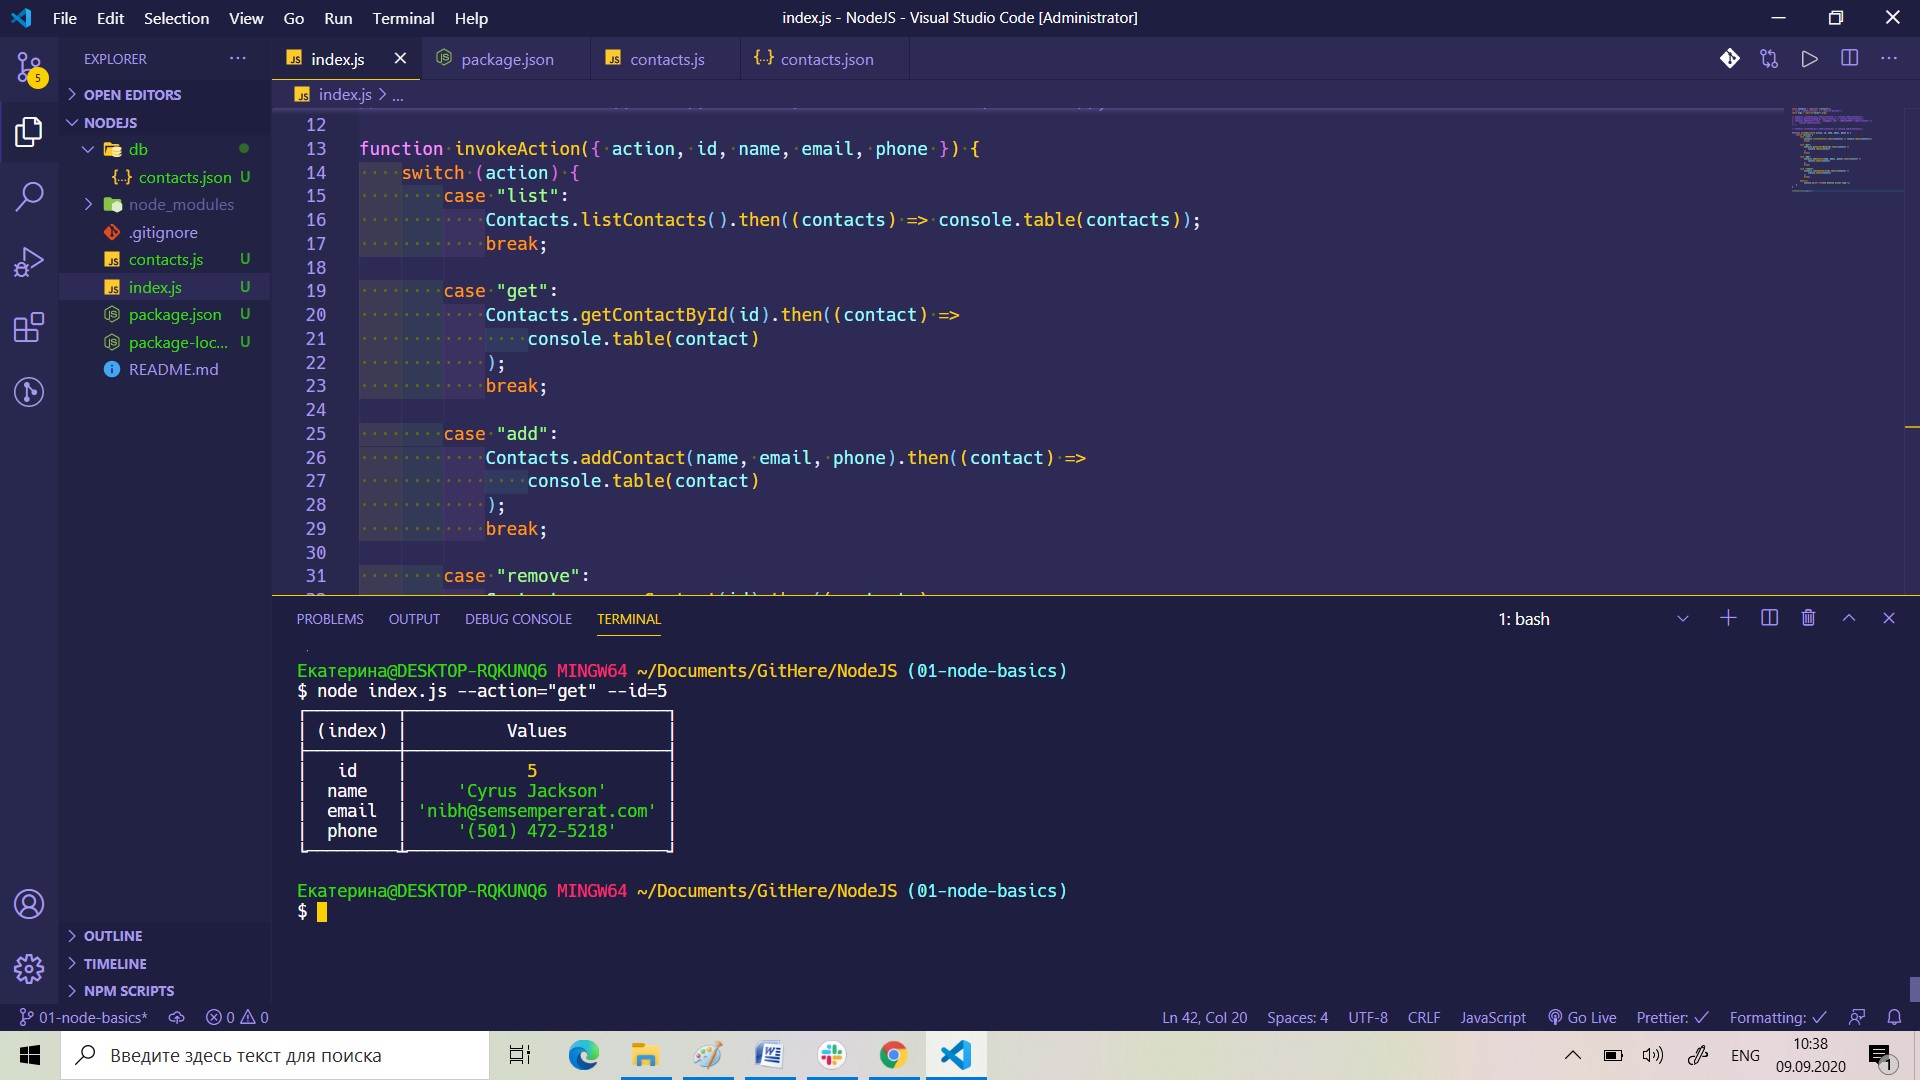 File Edit Selection View Go Run Terminal Help
index.js - NodeJS - Visual Studio Code [Administrator]
5
EXPLORER
OPEN EDITORS
NODEJS
db
contacts.json U
node_modules
.gitignore
contacts.js U
index.js U
package.json U
package-loc... U
README.md
OUTLINE
TIMELINE
NPM SCRIPTS
index.js package.json contacts.js contacts.json
index.js > ...
12
13 function invokeAction({ action, id, name, email, phone }) {
14 switch (action) {
15 case "list":
16 Contacts.listContacts().then((contacts) => console.table(contacts));
17 break;
18
19 case "get":
20 Contacts.getContactById(id).then((contact) =>
21 console.table(contact)
22 );
23 break;
24
25 case "add":
26 Contacts.addContact(name, email, phone).then((contact) =>
27 console.table(contact)
28 );
29 break;
30
31 case "remove":
PROBLEMS OUTPUT DEBUG CONSOLE TERMINAL
1: bash
Екатерина@DESKTOP-RQKUNQ6 MINGW64 ~/Documents/GitHere/NodeJS (01-node-basics)
$ node index.js --action="get" --id=5
(index) Values
id 5
name 'Cyrus Jackson'
email 'nibh@semsempererat.com'
phone '(501) 472-5218'
Екатерина@DESKTOP-RQKUNQ6 MINGW64 ~/Documents/GitHere/NodeJS (01-node-basics)
$
01-node-basics* 0 0
Ln 42, Col 20 Spaces: 4 UTF-8 CRLF JavaScript Go Live Prettier: ✓ Formatting: ✓
Введите здесь текст для поиска
ENG
10:38
09.09.2020
1